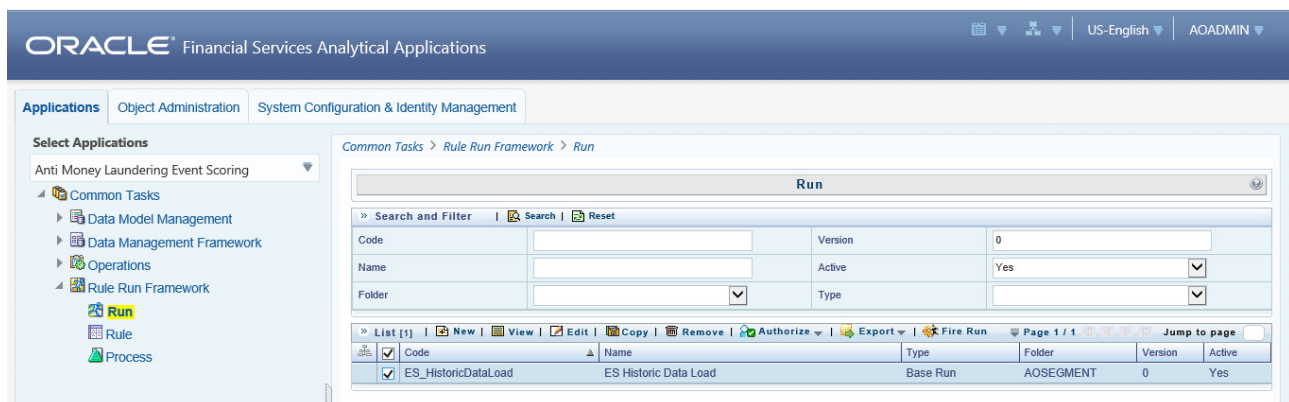 ORACLE® Financial Services Analytical Applications
US-English AOADMIN
Applications Object Administration System Configuration & Identity Management
Select Applications
Anti Money Laundering Event Scoring
Common Tasks
Data Model Management
Data Management Framework
Operations
Rule Run Framework
Run
Rule
Process
Common Tasks > Rule Run Framework > Run
Run
» Search and Filter | Search | Reset
Code Version 0
Name Active Yes
Folder Type
» List [1] | New | View | Edit | Copy | Remove | Authorize | Export | Fire Run Page 1 / 1 Jump to page
Code Name Type Folder Version Active
ES_HistoricDataLoad ES Historic Data Load Base Run AOSEGMENT 0 Yes